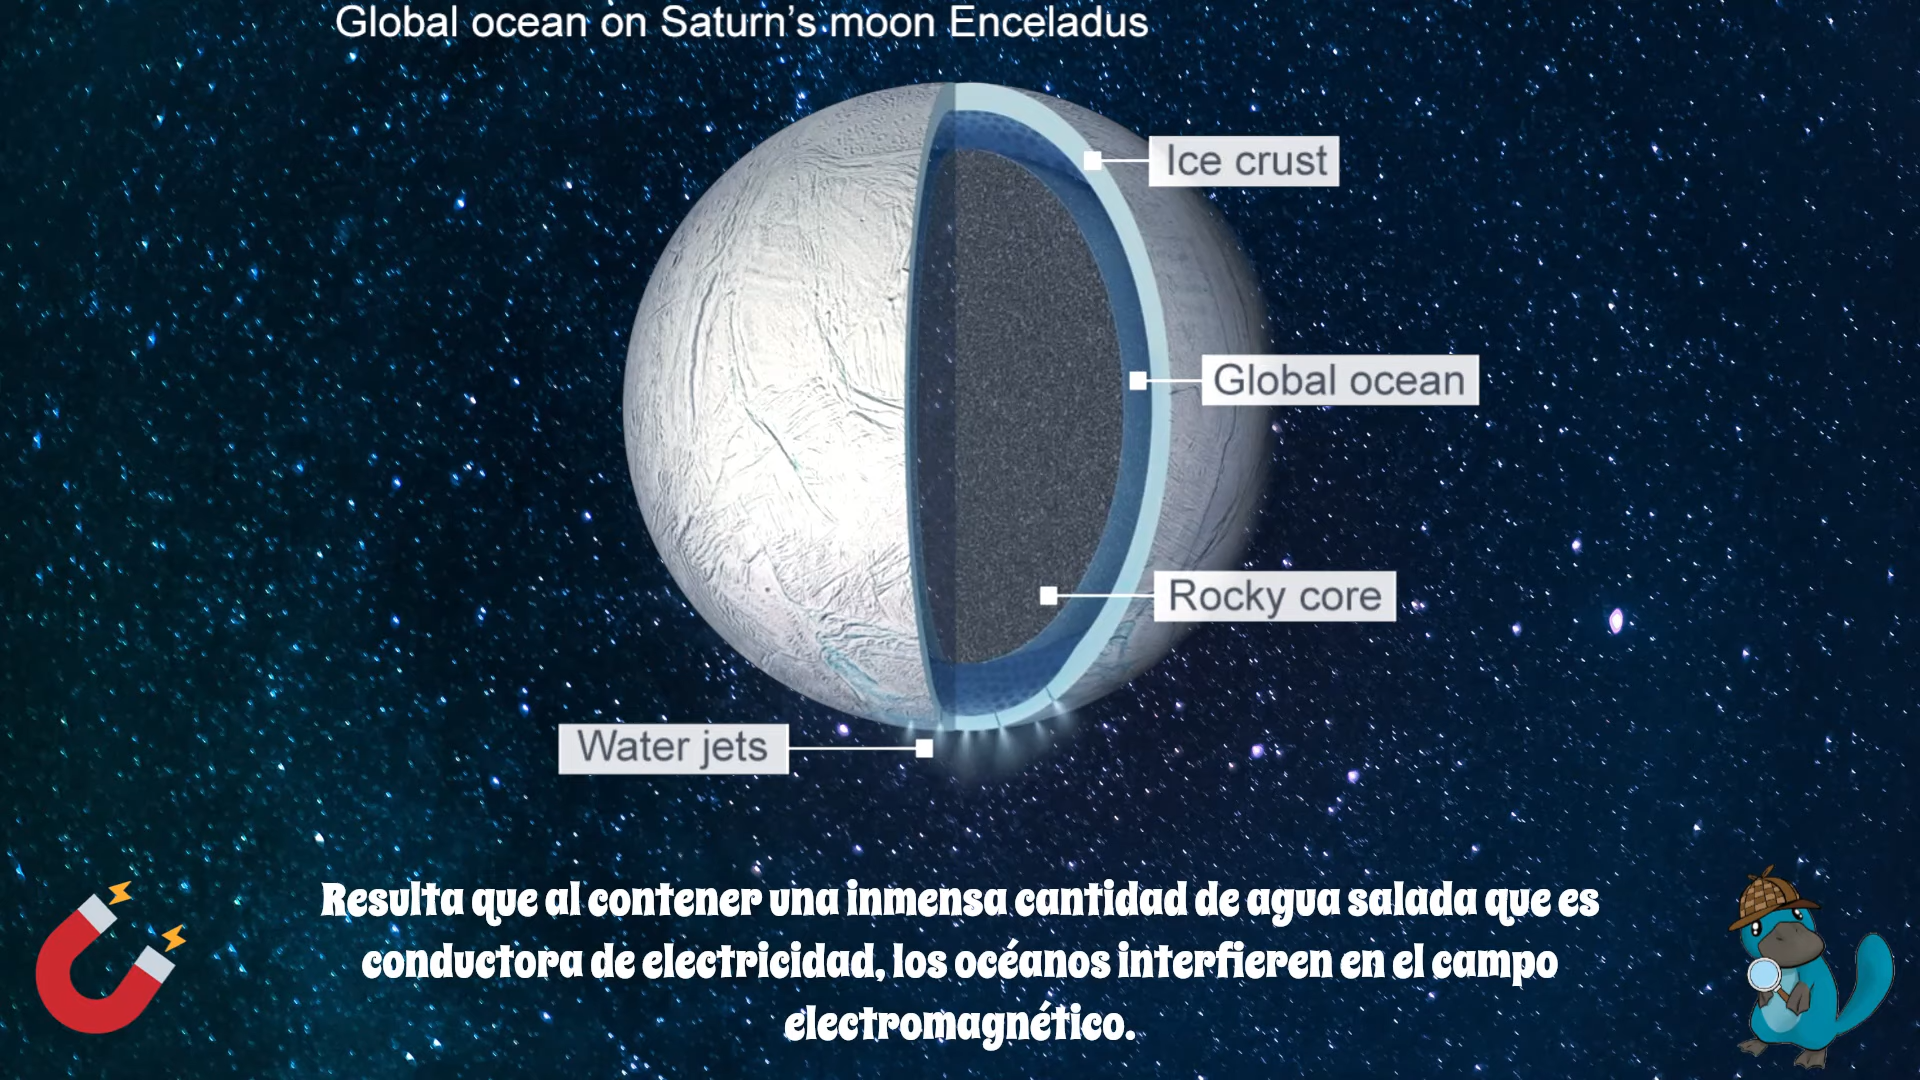 Global ocean on Saturn’s moon Enceladus
Ice crust
Global ocean
Rocky core
Water jets
Resulta que al contener una inmensa cantidad de agua salada que es
conductora de electricidad, los océanos interfieren en el campo
electromagnético.